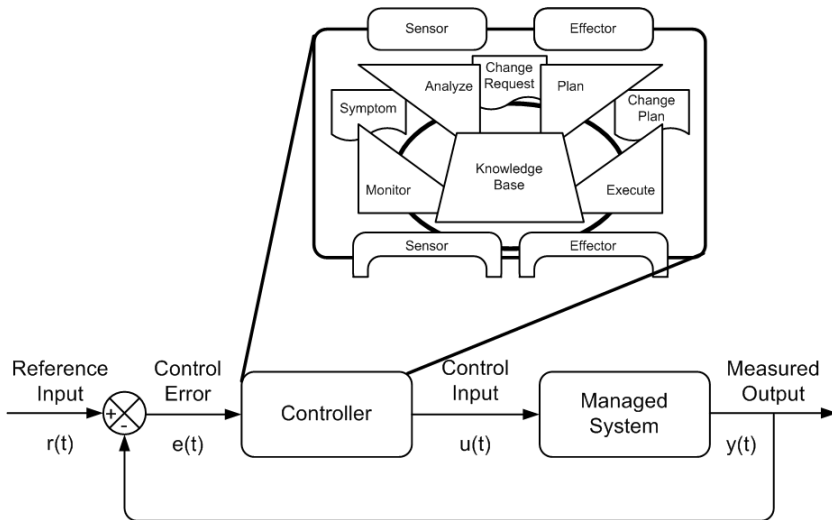 Sensor
Effector
Change
Request
Analyze
Plan
Symptom
Change
Plan
Knowledge
Base
Monitor
Execute
Sensor
Effector
Reference
Input
Control
Error
Control
Input
Measured
Output
Controller
Managed
System
+
-
r(t)
e(t)
u(t)
y(t)